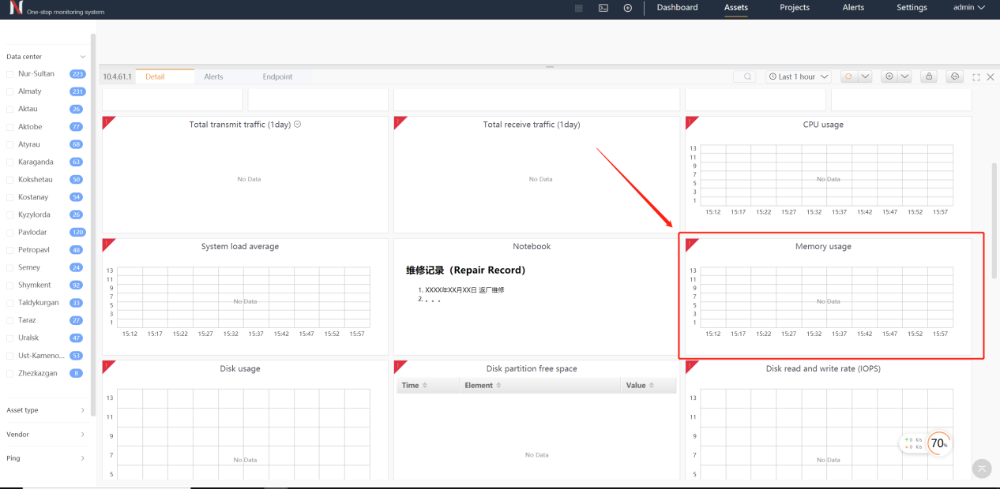 N One-stop monitoring system
Dashboard Assets Projects Alerts Settings admin
Data center
Nur-Sultan 223
Almaty 231
Aktau 26
Aktobe 77
Atyrau 68
Karaganda 63
Kokshetau 50
Kostanay 54
Kyzylorda 26
Pavlodar 120
Petropavl 48
Semey 24
Shymkent 92
Taldykurgan 33
Taraz 27
Uralsk 47
Ust-Kameno... 53
Zhezkazgan 8
Asset type
Vendor
Ping
10.4.61.1 Detail Alerts Endpoint
Last 1 hour
Total transmit traffic (1day)
No Data
Total receive traffic (1day)
No Data
CPU usage
13
11
9
7
5
3
1
No Data
15:12 15:17 15:22 15:27 15:32 15:37 15:42 15:47 15:52 15:57
System load average
13
11
9
7
5
3
1
No Data
15:12 15:17 15:22 15:27 15:32 15:37 15:42 15:47 15:52 15:57
Notebook
维修记录（Repair Record）
1. XXXX年XX月XX日 返厂维修
2. 。。。
Memory usage
13
11
9
7
5
3
1
No Data
15:12 15:17 15:22 15:27 15:32 15:37 15:42 15:47 15:52 15:57
Disk usage
13
11
9
7
5
No Data
Disk partition free space
Time Element Value
No Data
Disk read and write rate (IOPS)
13
11
9
7
5
No Data
0 K/s
0 K/s
70%